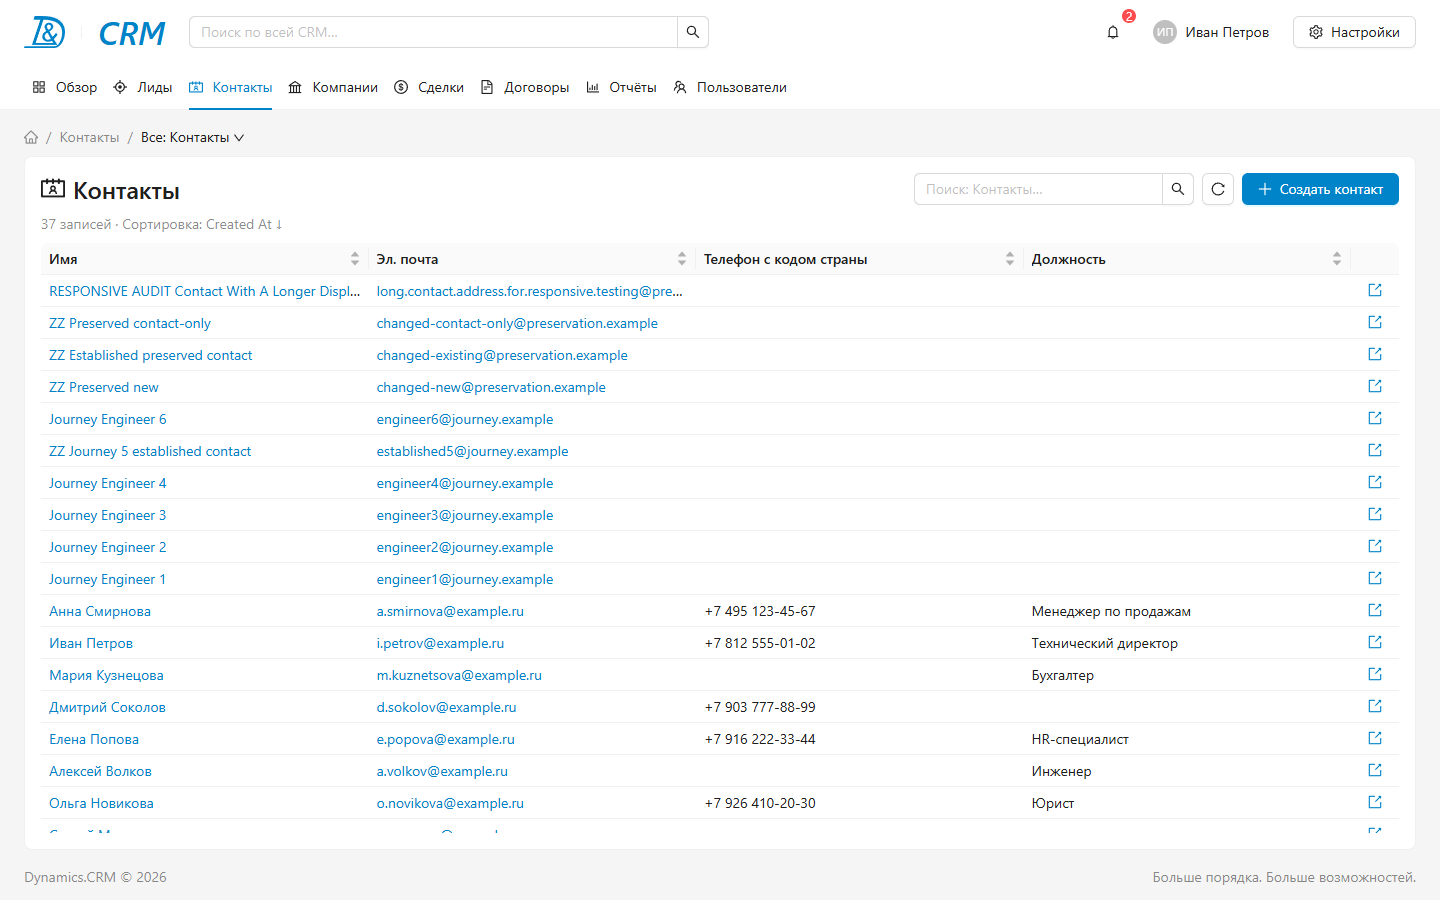 D& CRM Поиск по всей CRM... 2 ИП Иван Петров Настройки
Обзор Лиды Контакты Компании Сделки Договоры Отчёты Пользователи
/ Контакты / Все: Контакты
Контакты Поиск: Контакты... Создать контакт
37 записей · Сортировка: Created At ↓
Имя Эл. почта Телефон с кодом страны Должность
RESPONSIVE AUDIT Contact With A Longer Displ... long.contact.address.for.responsive.testing@pre...
ZZ Preserved contact-only changed-contact-only@preservation.example
ZZ Established preserved contact changed-existing@preservation.example
ZZ Preserved new changed-new@preservation.example
Journey Engineer 6 engineer6@journey.example
ZZ Journey 5 established contact established5@journey.example
Journey Engineer 4 engineer4@journey.example
Journey Engineer 3 engineer3@journey.example
Journey Engineer 2 engineer2@journey.example
Journey Engineer 1 engineer1@journey.example
Анна Смирнова a.smirnova@example.ru +7 495 123-45-67 Менеджер по продажам
Иван Петров i.petrov@example.ru +7 812 555-01-02 Технический директор
Мария Кузнецова m.kuznetsova@example.ru Бухгалтер
Дмитрий Соколов d.sokolov@example.ru +7 903 777-88-99
Елена Попова e.popova@example.ru +7 916 222-33-44 HR-специалист
Алексей Волков a.volkov@example.ru Инженер
Ольга Новикова o.novikova@example.ru +7 926 410-20-30 Юрист
Dynamics.CRM © 2026 Больше порядка. Больше возможностей.